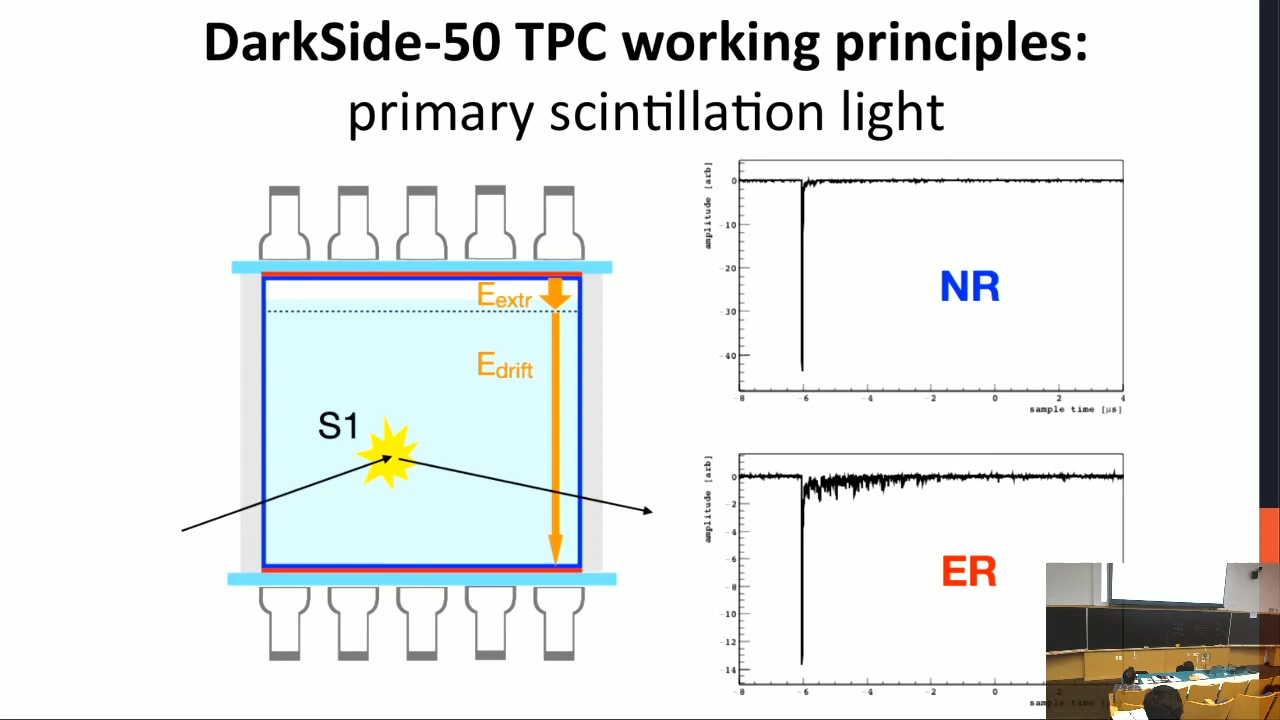 DarkSide-50 TPC working principles:
primary scintillation light
Eextr
Edrift
S1
amplitude [arb]
0
-10
-20
-30
-40
NR
-8
-6
-4
-2
0
2
4
sample time [µs]
amplitude [arb]
0
-2
-4
-6
-8
-10
-12
-14
ER
-8
-6
-4
-2
0
2